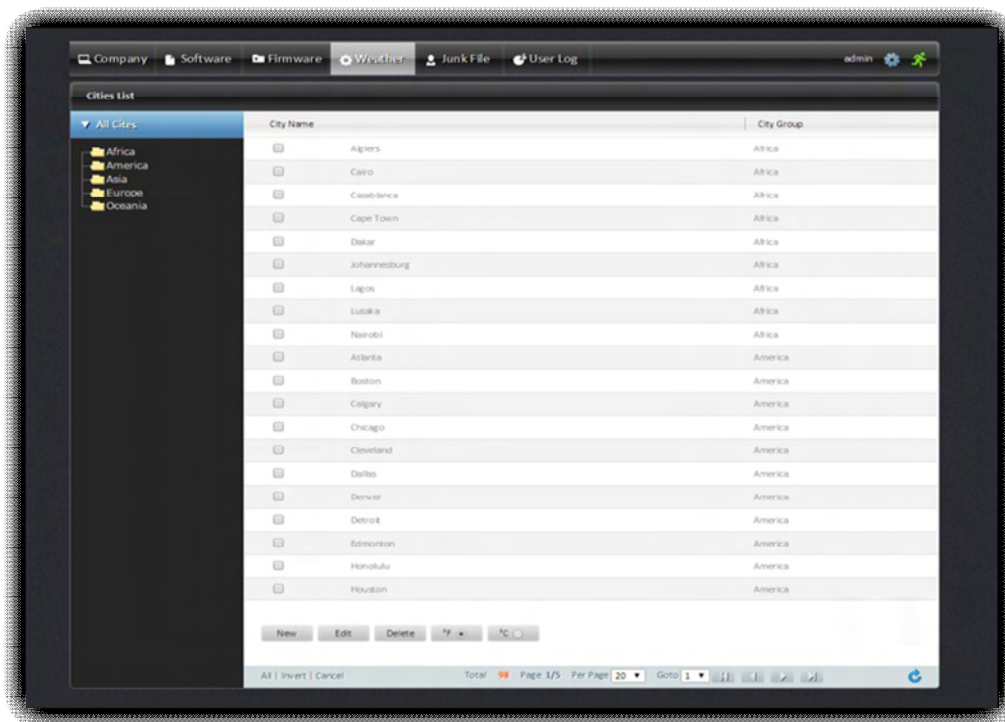 Company Software Firmware Weather Junk File User Log admin
Cities List
All Cites
Africa
America
Asia
Europe
Oceania
City Name City Group
Algiers Africa
Cairo Africa
Casablanca Africa
Cape Town Africa
Dakar Africa
Johannesburg Africa
Lagos Africa
Lusaka Africa
Nairobi Africa
Atlanta America
Boston America
Calgary America
Chicago America
Cleveland America
Dallas America
Denver America
Detroit America
Edmonton America
Honolulu America
Houston America
New Edit Delete °F °C
All | Invert | Cancel Total 98 Page 1/5 Per Page 20 Goto 1